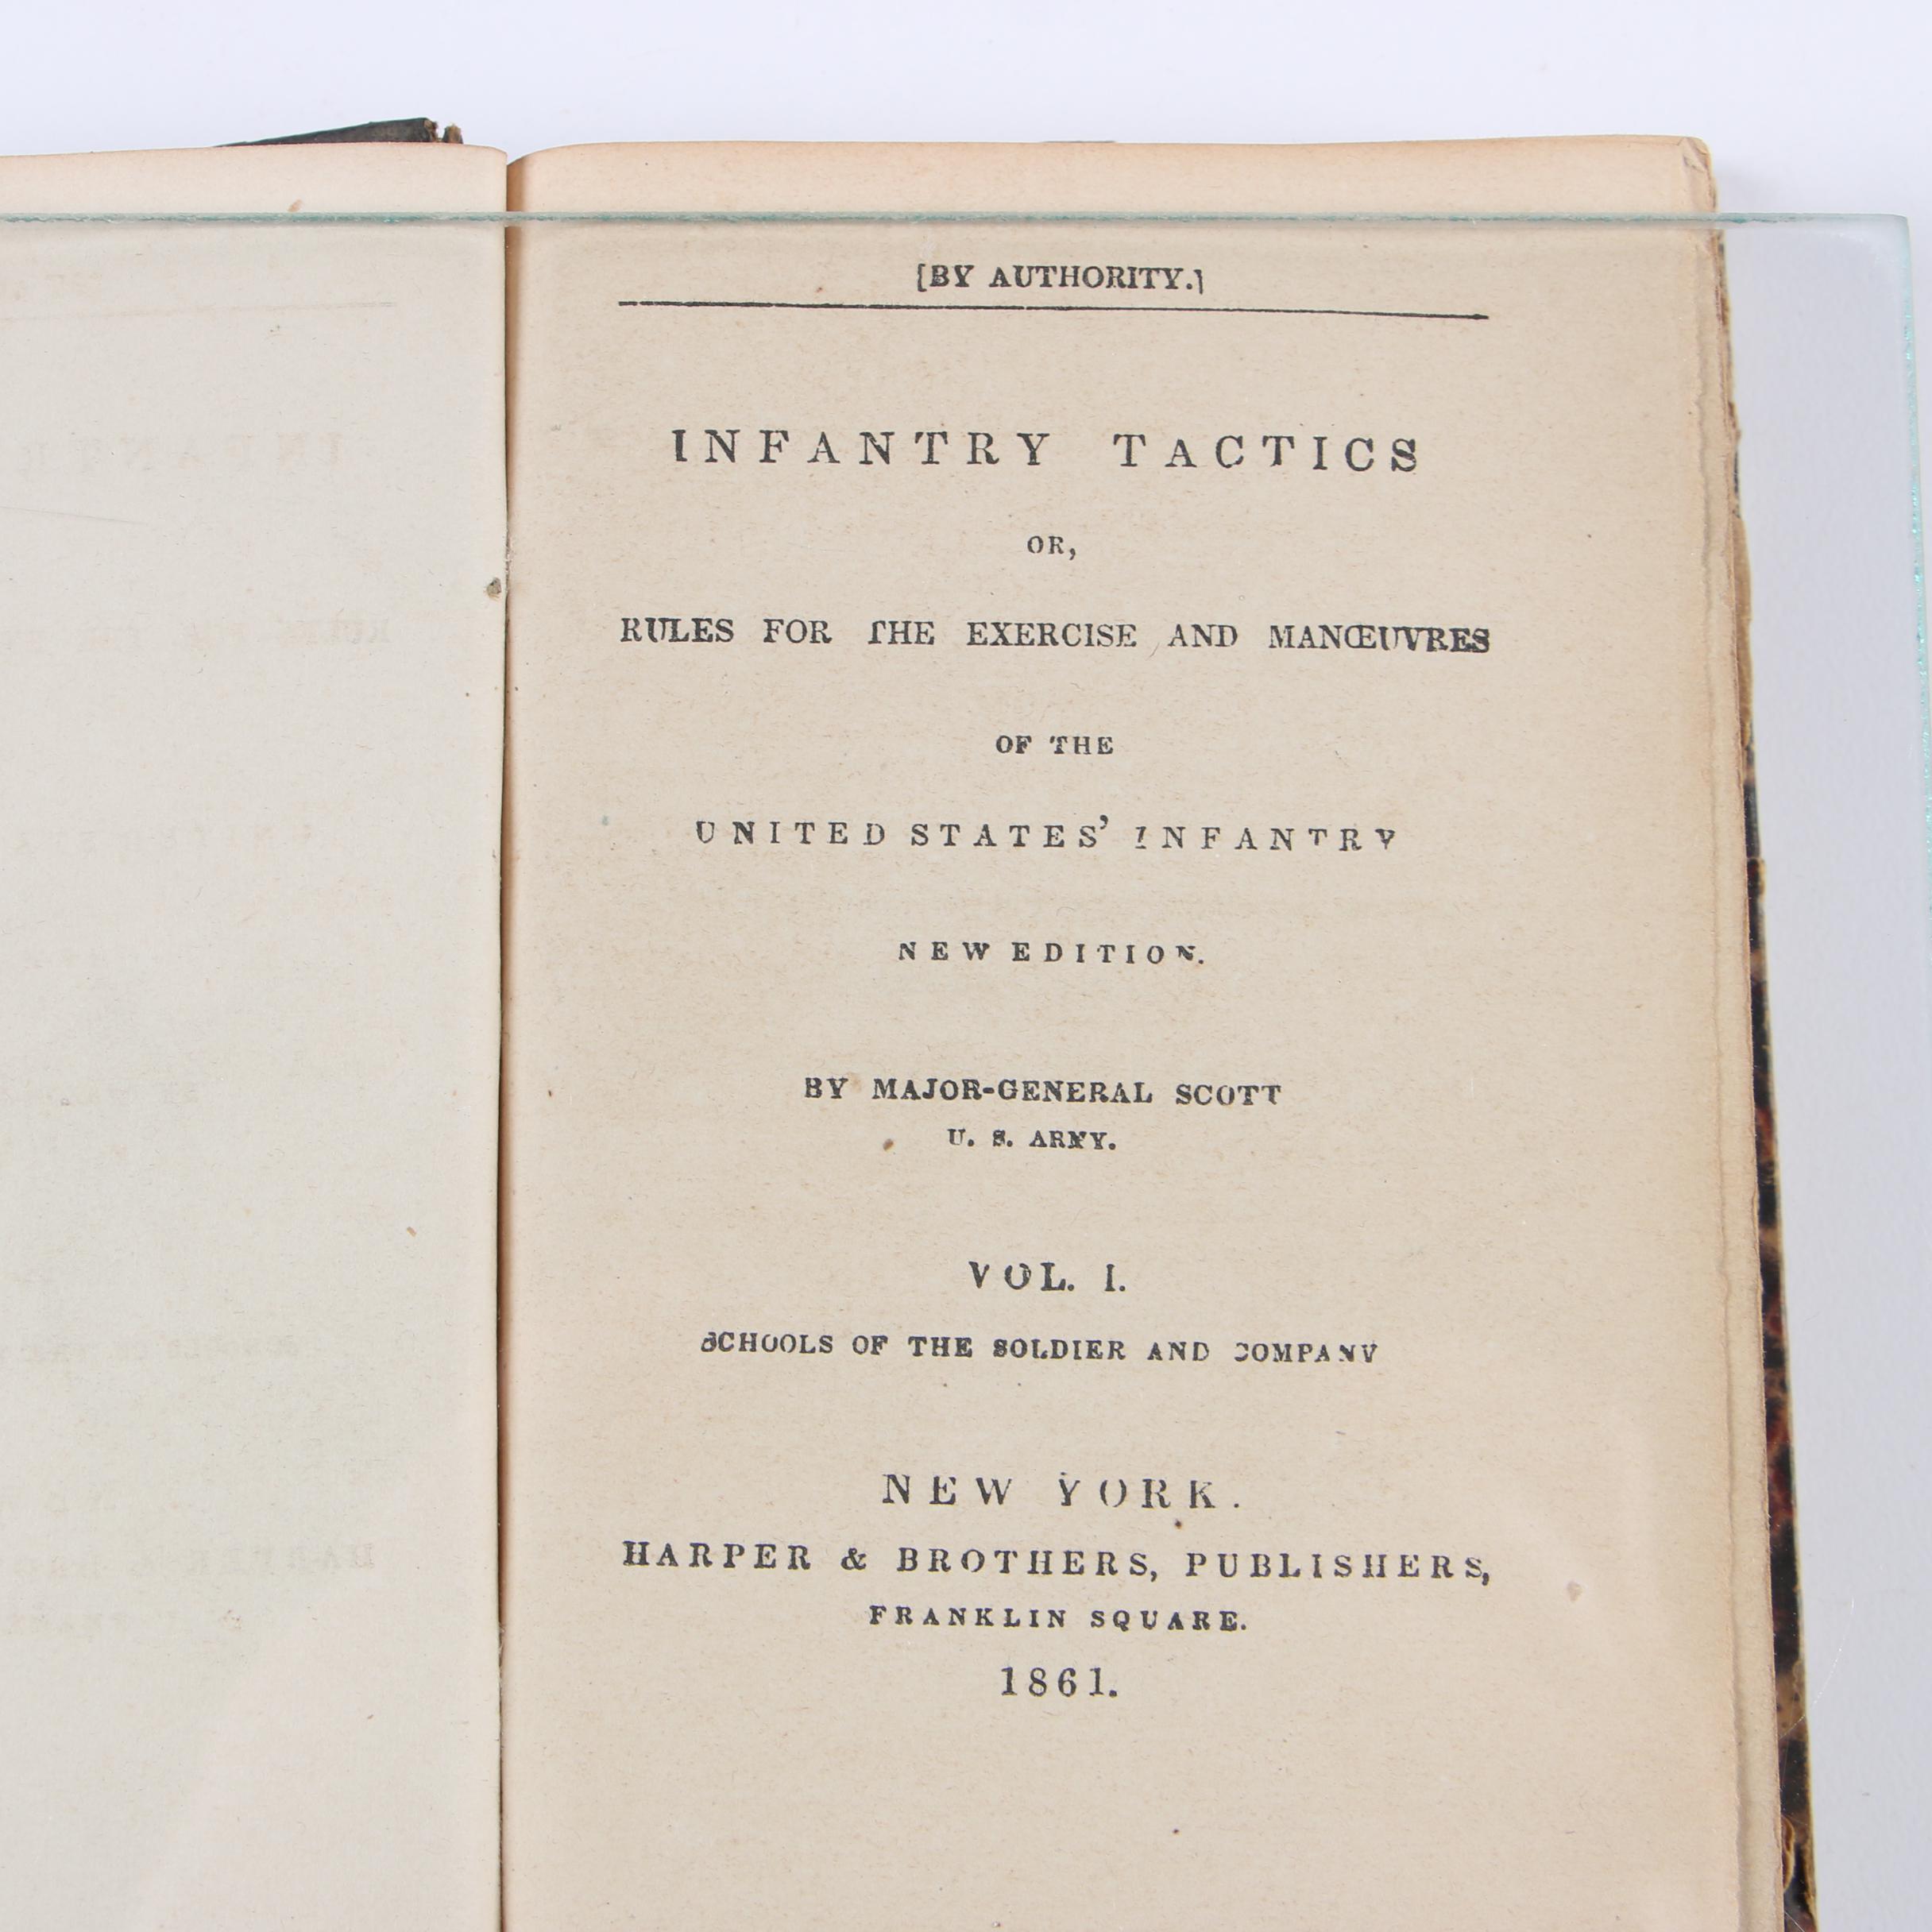 [BY AUTHORITY.]
INFANTRY TACTICS
OR,
RULES FOR THE EXERCISE AND MANŒUVRES
OF THE
UNITED STATES' INFANTRY
NEW EDITION.
BY MAJOR-GENERAL SCOTT
U. S. ARMY.
VOL. I.
SCHOOLS OF THE SOLDIER AND COMPANY
NEW YORK.
HARPER & BROTHERS, PUBLISHERS,
FRANKLIN SQUARE.
1861.